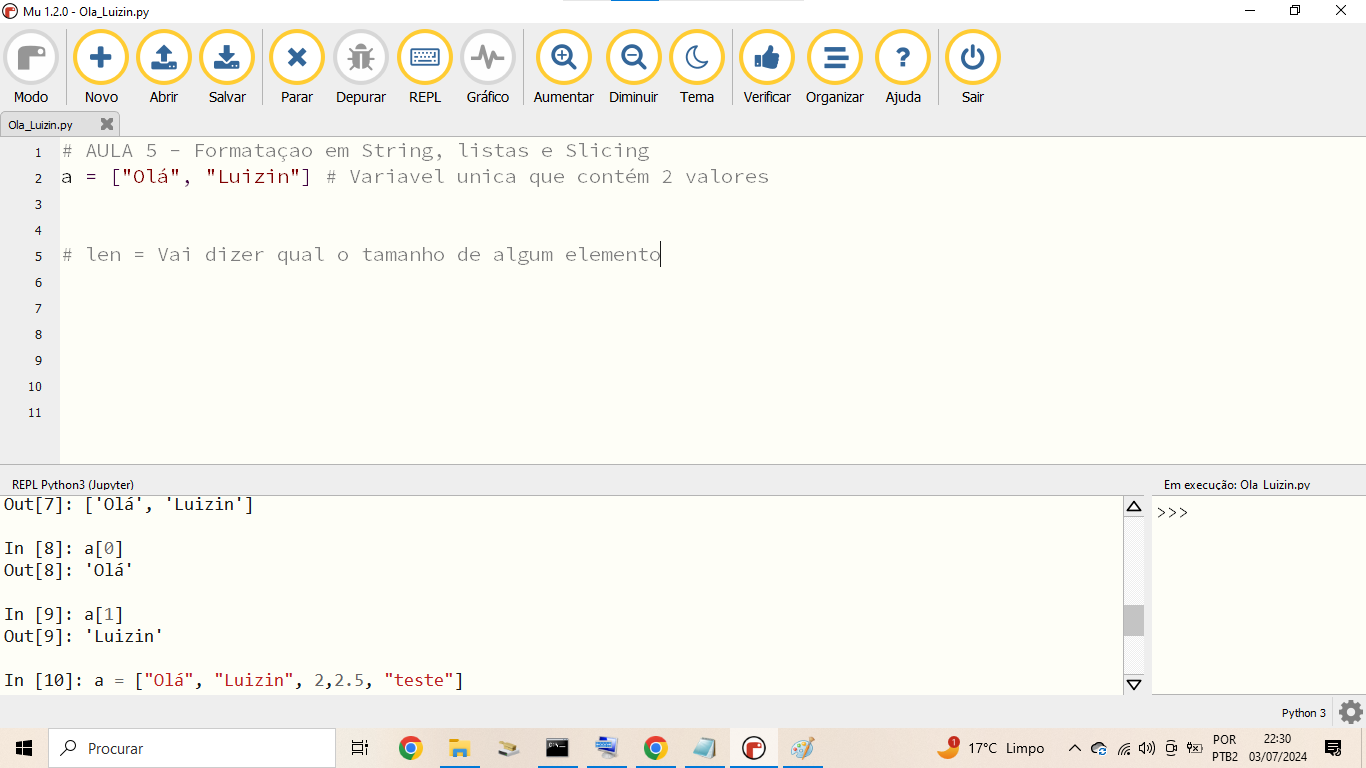 Mu 1.2.0 - Ola_Luizin.py
Modo Novo Abrir Salvar Parar Depurar REPL Gráfico Aumentar Diminuir Tema Verificar Organizar Ajuda Sair
Ola_Luizin.py
1 # AULA 5 - Formataçao em String, listas e Slicing
2 a = ["Olá", "Luizin"] # Variavel unica que contém 2 valores
3
4
5 # len = Vai dizer qual o tamanho de algum elemento
6
7
8
9
10
11
REPL Python3 (Jupyter)
Out[7]: ['Olá', 'Luizin']
In [8]: a[0]
Out[8]: 'Olá'
In [9]: a[1]
Out[9]: 'Luizin'
In [10]: a = ["Olá", "Luizin", 2,2.5, "teste"]
Em execução: Ola_Luizin.py
>>>
Python 3
Procurar
1
17°C Limpo
POR
PTB2
22:30
03/07/2024